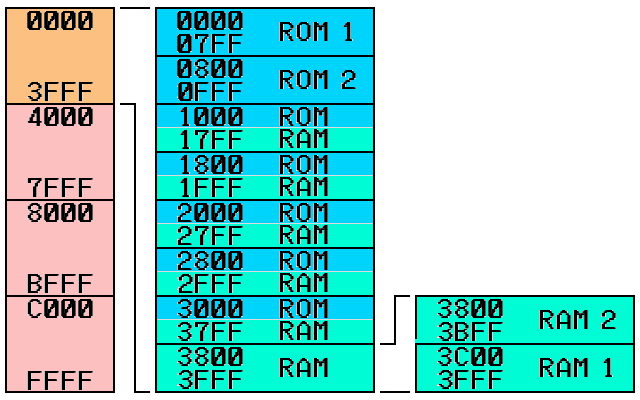 0000
3FFF
4000
7FFF
8000
BFFF
C000
FFFF
0000
07FF ROM 1
0800
0FFF ROM 2
1000 ROM
17FF RAM
1800 ROM
1FFF RAM
2000 ROM
27FF RAM
2800 ROM
2FFF RAM
3000 ROM
37FF RAM
3800
3FFF RAM
3800
3BFF RAM 2
3C00
3FFF RAM 1